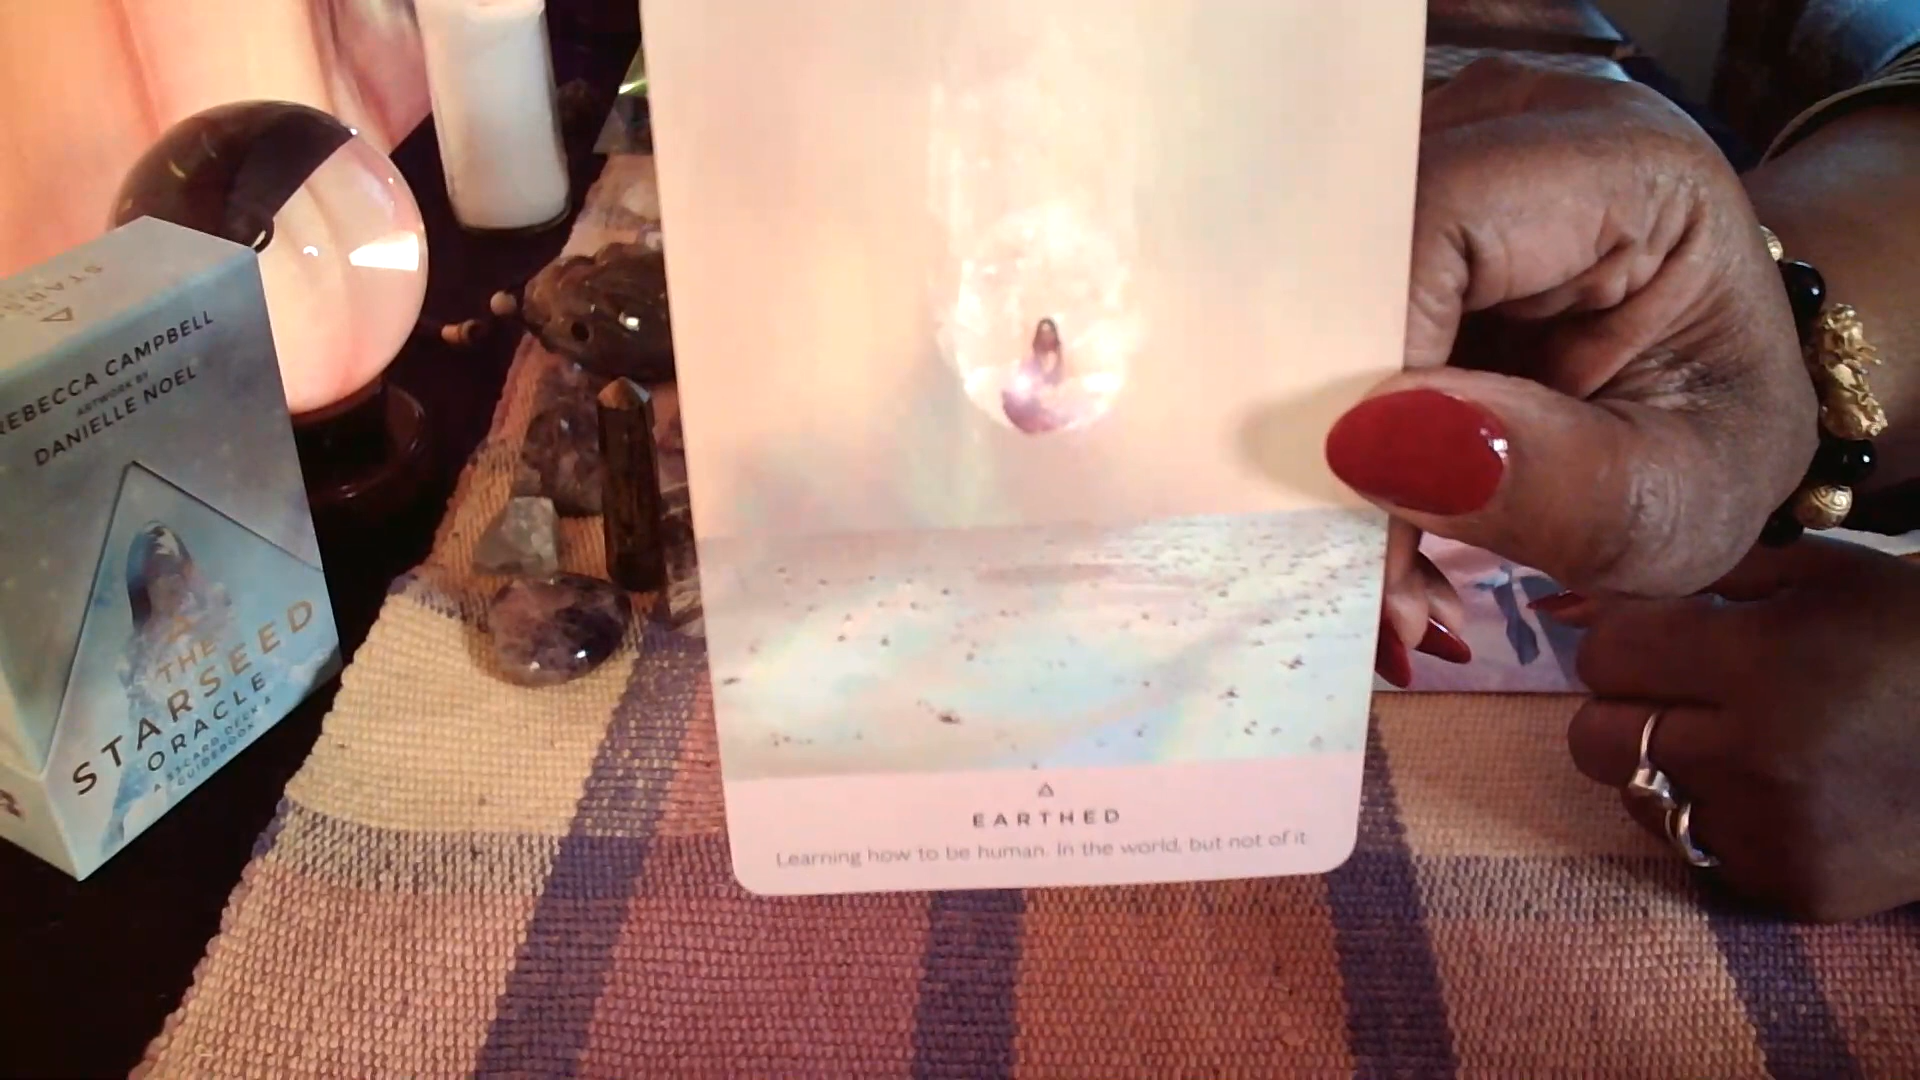 REBECCA CAMPBELL
ARTWORK BY
DANIELLE NOEL
THE
STARSEED
ORACLE
A 53 CARD DECK &
GUIDEBOOK
EARTHED
Learning how to be human. In the world, but not of it